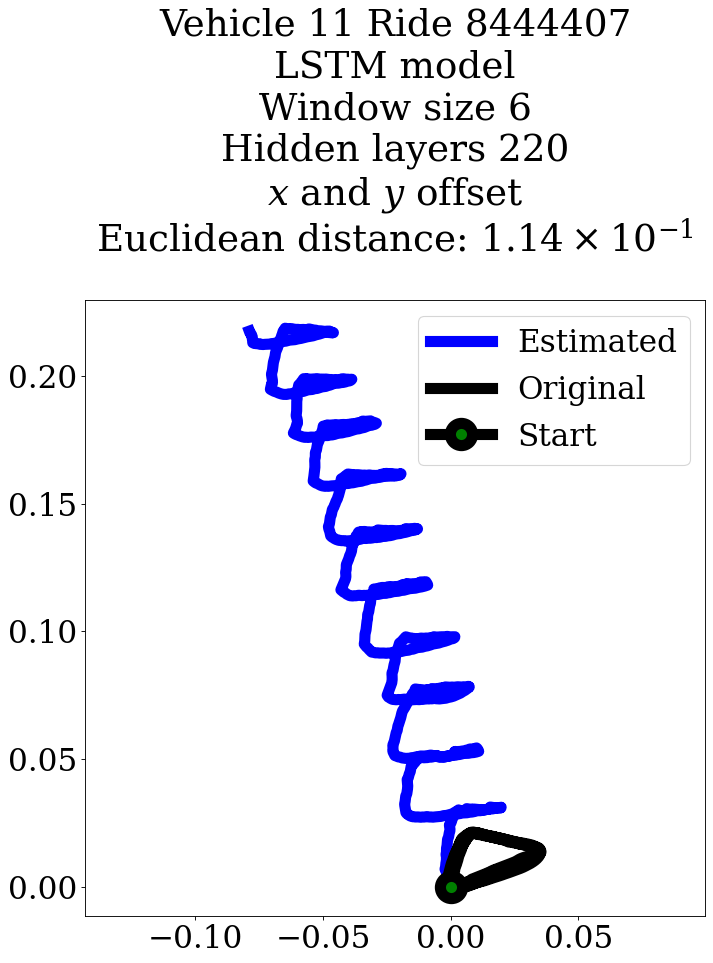 Vehicle 11 Ride 8444407
LSTM model
Window size 6
Hidden layers 220
x and y offset
Euclidean distance: 1.14 × 10⁻¹
Estimated
Original
Start
0.20
0.15
0.10
0.05
0.00
−0.10 −0.05 0.00 0.05